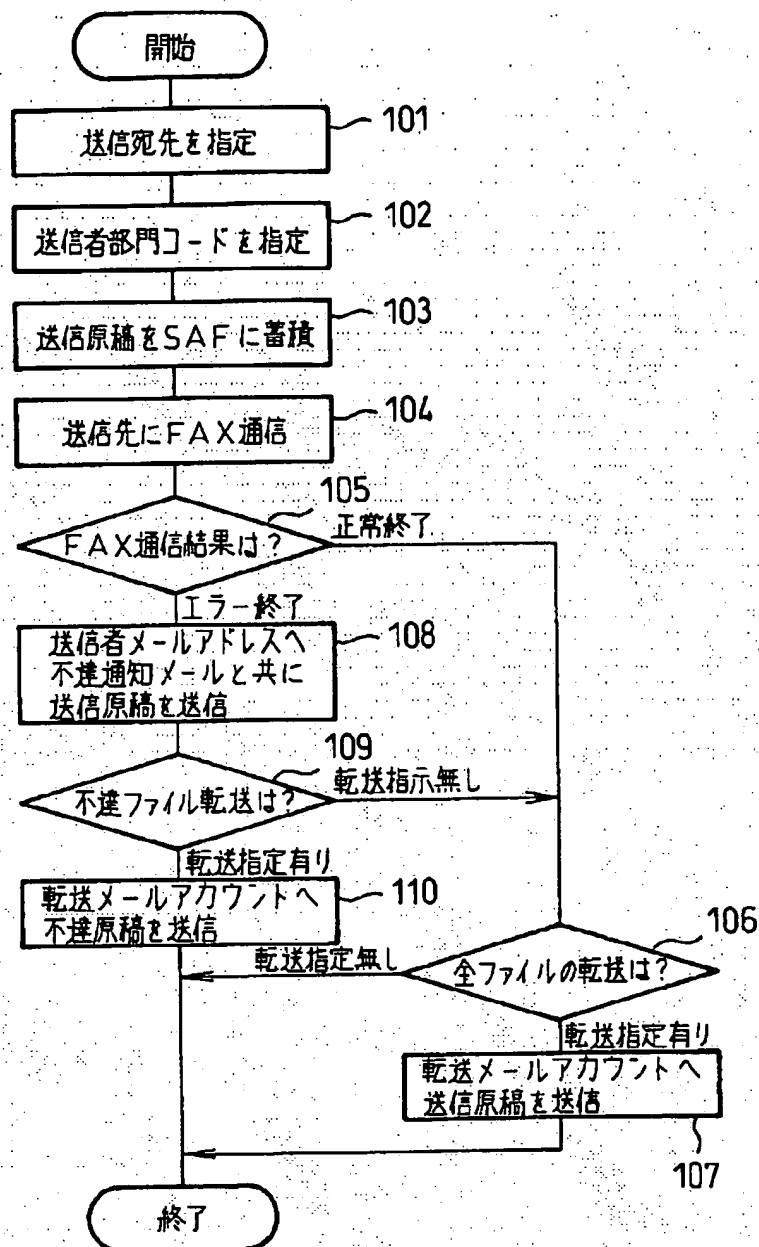 開始
送信宛先を指定
101
送信者部門コードを指定
102
送信原稿をSAFに蓄積
103
送信先にFAX通信
104
105
FAX通信結果は?
正常終了
エラー終了
送信者メールアドレスへ
不達通知メールと共に
送信原稿を送信
108
109
不達ファイル転送は?
転送指示無し
転送指定有り
転送メールアカウントへ
不達原稿を送信
110
106
全ファイルの転送は?
転送指定無し
転送指定有り
転送メールアカウントへ
送信原稿を送信
107
終了